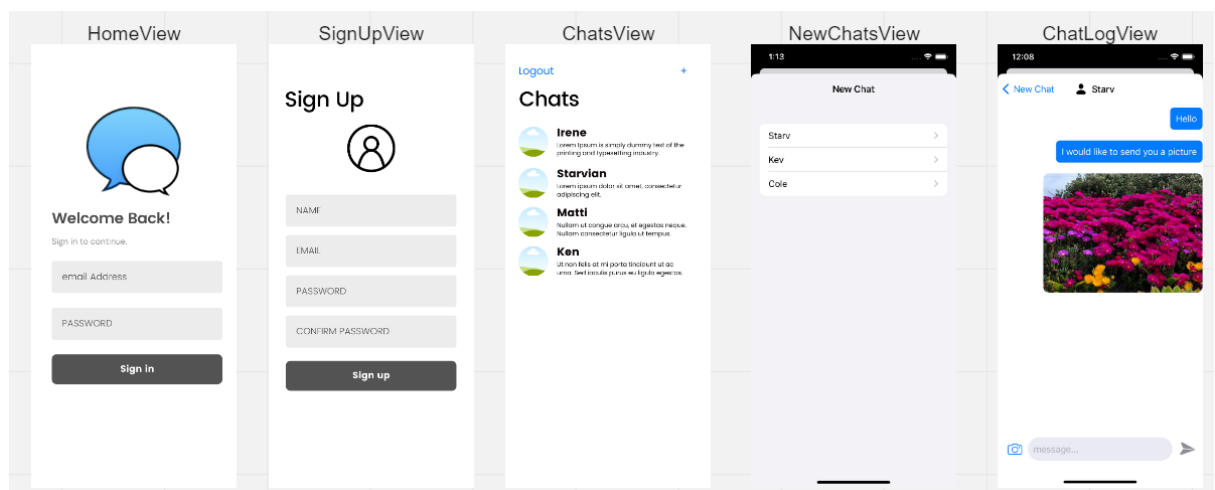 HomeView
Welcome Back!
Sign in to continue.
email Address
PASSWORD
Sign in
SignUpView
Sign Up
NAME
EMAIL
PASSWORD
CONFIRM PASSWORD
Sign up
ChatsView
Logout +
Chats
Irene
Lorem Ipsum is simply dummy text of the
printing and typesetting industry.
Starvian
Lorem ipsum dolor sit amet, consectetur
adipiscing elit.
Matti
Nullam ut congue arcu, et egestas neque.
Nullam consectetur ligula ut tempus.
Ken
Ut non felis at mi porta tincidunt ut ac
urna. Sed iaculis purus eu ligula egestas.
NewChatsView
1:13
New Chat
Starv
Kev
Cole
ChatLogView
12:08
New Chat
Starv
Hello
I would like to send you a picture
message...